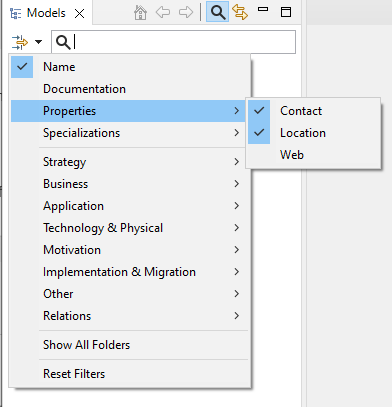 Models
Name
Documentation
Properties
Contact
Specializations
Location
Web
Strategy
Business
Application
Technology & Physical
Motivation
Implementation & Migration
Other
Relations
Show All Folders
Reset Filters